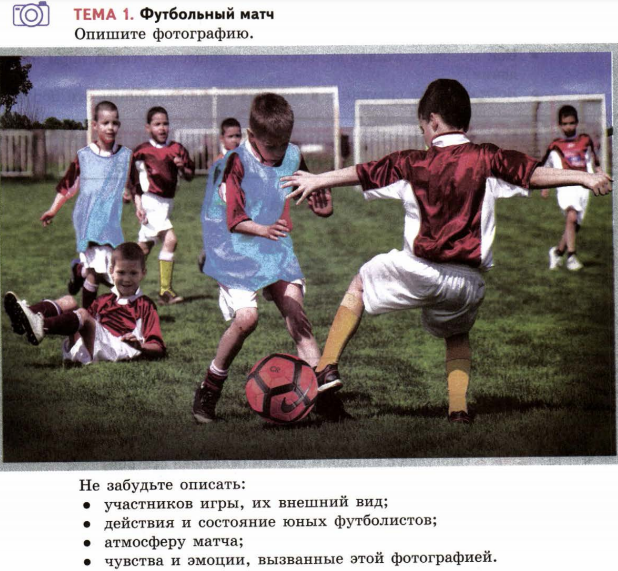 ТЕМА 1. Футбольный матч
Опишите фотографию.
Не забудьте описать:
• участников игры, их внешний вид;
• действия и состояние юных футболистов;
• атмосферу матча;
• чувства и эмоции, вызванные этой фотографией.